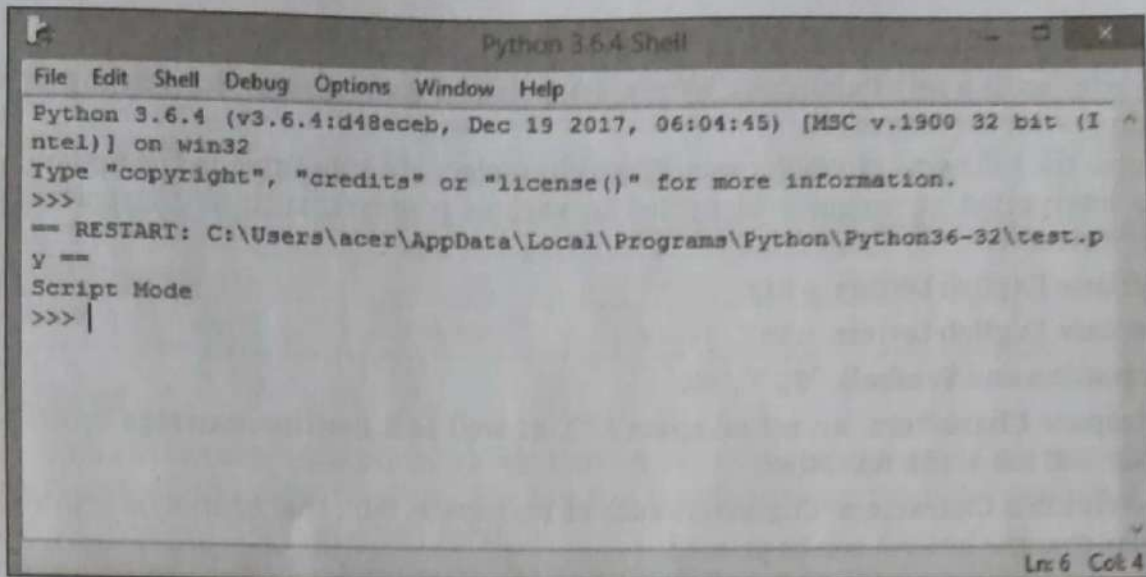 Python 3.6.4 Shell
File Edit Shell Debug Options Window Help
Python 3.6.4 (v3.6.4:d48eceb, Dec 19 2017, 06:04:45) [MSC v.1900 32 bit (I
ntel)] on win32
Type "copyright", "credits" or "license()" for more information.
>>>
== RESTART: C:\Users\acer\AppData\Local\Programs\Python\Python36-32\test.p
y ==
Script Mode
>>>
Ln: 6 Col: 4